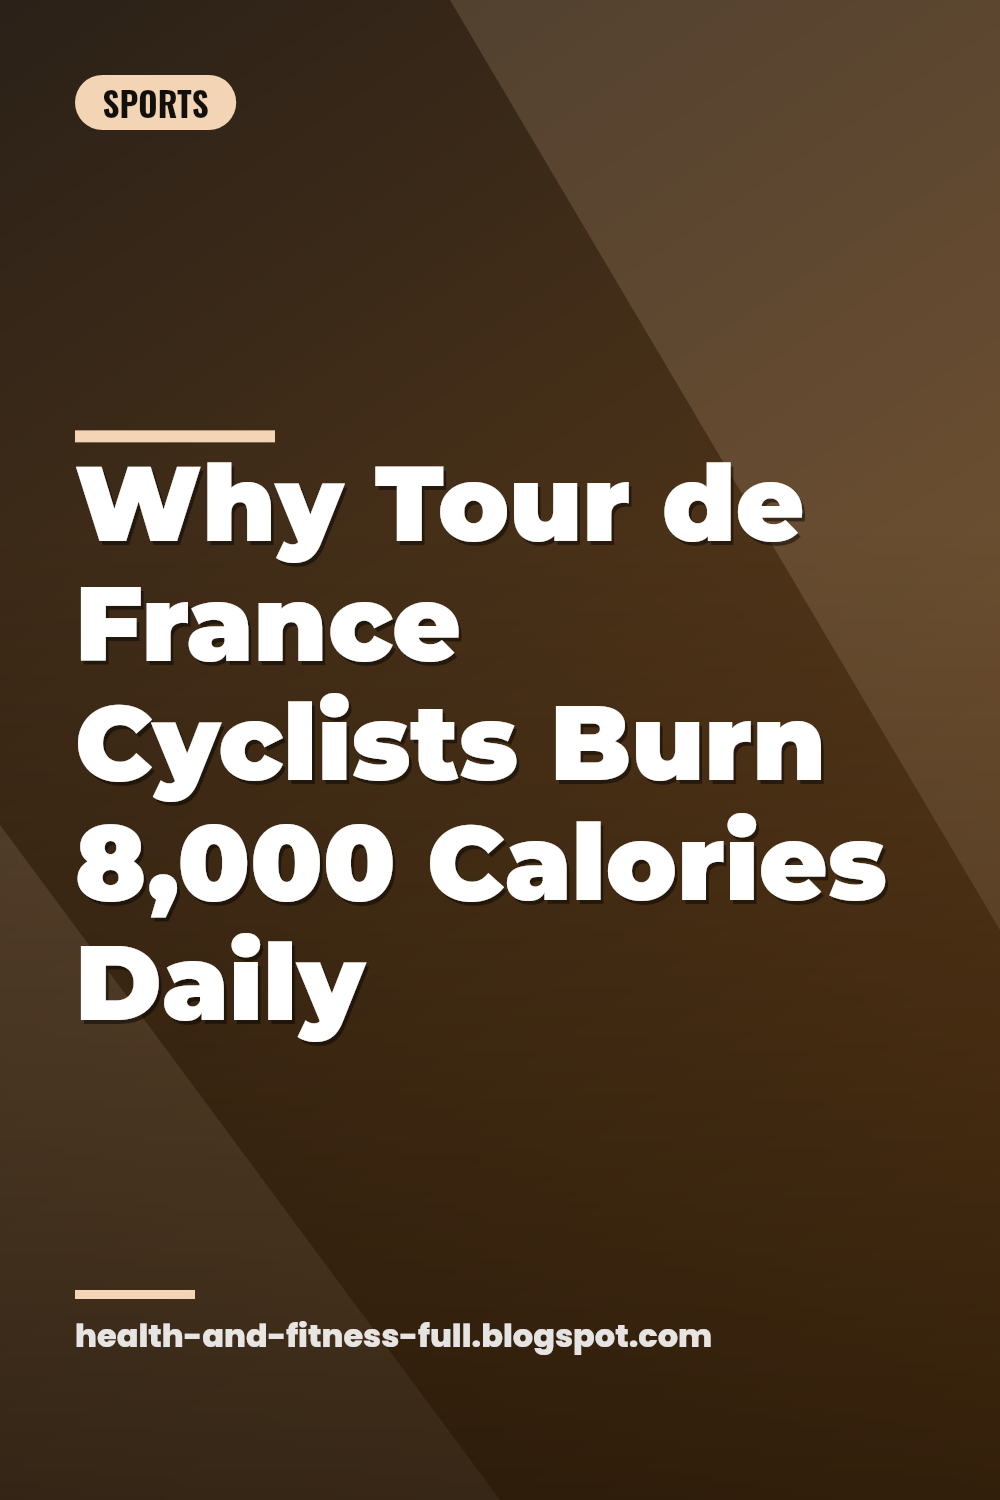 SPORTS
Why Tour de
France
Cyclists Burn
8,000 Calories
Daily
health-and-fitness-full.blogspot.com